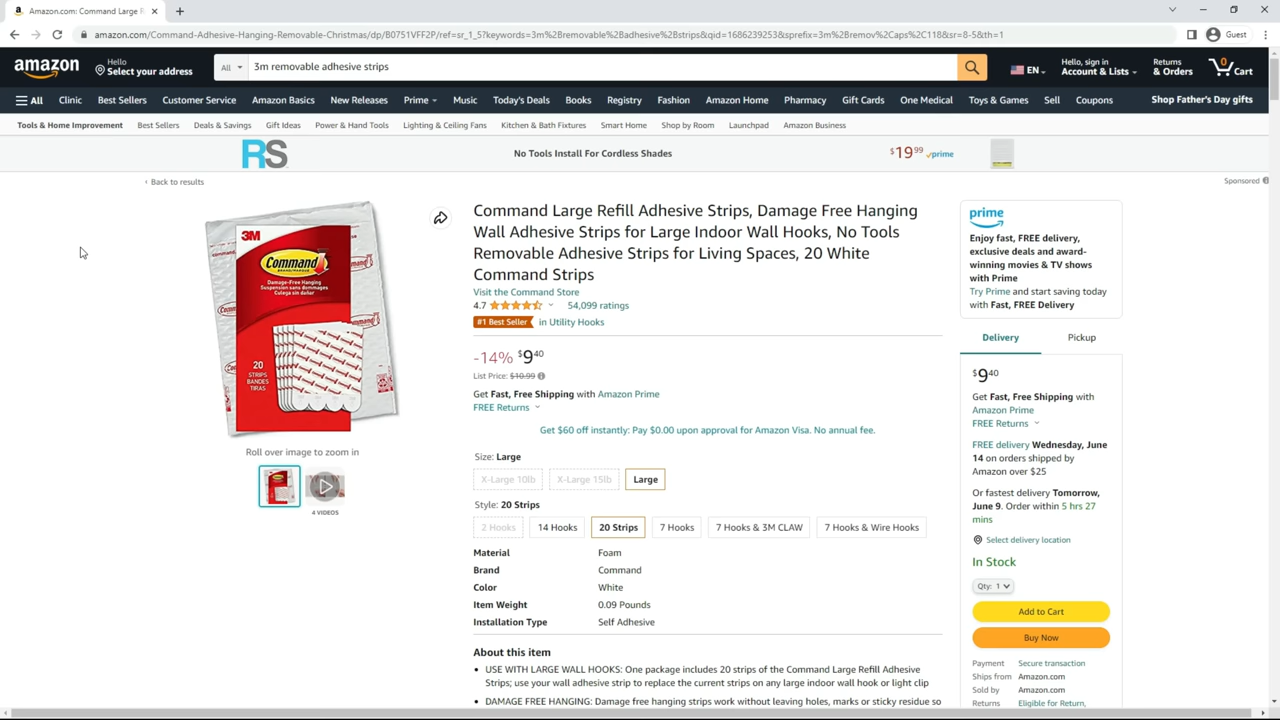 Amazon.com: Command Large R
amazon.com/Command-Adhesive-Hanging-Removable-Christmas/dp/B0751VFF2P/ref=sr_1_5?keywords=3m%2Bremovable%2Badhesive%2Bstrips&qid=1686239253&sprefix=3m%2Bremov%2Caps%2C118&sr=8-5&th=1
Guest
amazon
Hello
Select your address
All
3m removable adhesive strips
EN
Hello, sign in
Account & Lists
Returns
& Orders
0
Cart
All Clinic Best Sellers Customer Service Amazon Basics New Releases Prime Music Today's Deals Books Registry Fashion Amazon Home Pharmacy Gift Cards One Medical Toys & Games Sell Coupons Shop Father's Day gifts
Tools & Home Improvement Best Sellers Deals & Savings Gift Ideas Power & Hand Tools Lighting & Ceiling Fans Kitchen & Bath Fixtures Smart Home Shop by Room Launchpad Amazon Business
RS No Tools Install For Cordless Shades $19 99 prime
‹ Back to results
Sponsored
3M
Command
Damage-Free Hanging
Suspension sans dommages
Cuelga sin dañar
20
STRIPS
BANDES
TIRAS
Roll over image to zoom in
4 VIDEOS
Command Large Refill Adhesive Strips, Damage Free Hanging
Wall Adhesive Strips for Large Indoor Wall Hooks, No Tools
Removable Adhesive Strips for Living Spaces, 20 White
Command Strips
Visit the Command Store
4.7 54,099 ratings
#1 Best Seller in Utility Hooks
-14% $9 40
List Price: $10.99
Get Fast, Free Shipping with Amazon Prime
FREE Returns
Get $60 off instantly: Pay $0.00 upon approval for Amazon Visa. No annual fee.
Size: Large
X-Large 10lb X-Large 15lb Large
Style: 20 Strips
2 Hooks 14 Hooks 20 Strips 7 Hooks 7 Hooks & 3M CLAW 7 Hooks & Wire Hooks
Material Foam
Brand Command
Color White
Item Weight 0.09 Pounds
Installation Type Self Adhesive
About this item
• USE WITH LARGE WALL HOOKS: One package includes 20 strips of the Command Large Refill Adhesive
Strips; use your wall adhesive strip to replace the current strips on any large indoor wall hook or light clip
• DAMAGE FREE HANGING: Damage free hanging strips work without leaving holes, marks or sticky residue so
prime
Enjoy fast, FREE delivery,
exclusive deals and award-
winning movies & TV shows
with Prime
Try Prime and start saving today
with Fast, FREE Delivery
Delivery Pickup
$9 40
Get Fast, Free Shipping with
Amazon Prime
FREE Returns
FREE delivery Wednesday, June
14 on orders shipped by
Amazon over $25
Or fastest delivery Tomorrow,
June 9. Order within 5 hrs 27
mins
Select delivery location
In Stock
Qty: 1
Add to Cart
Buy Now
Payment Secure transaction
Ships from Amazon.com
Sold by Amazon.com
Returns Eligible for Return,